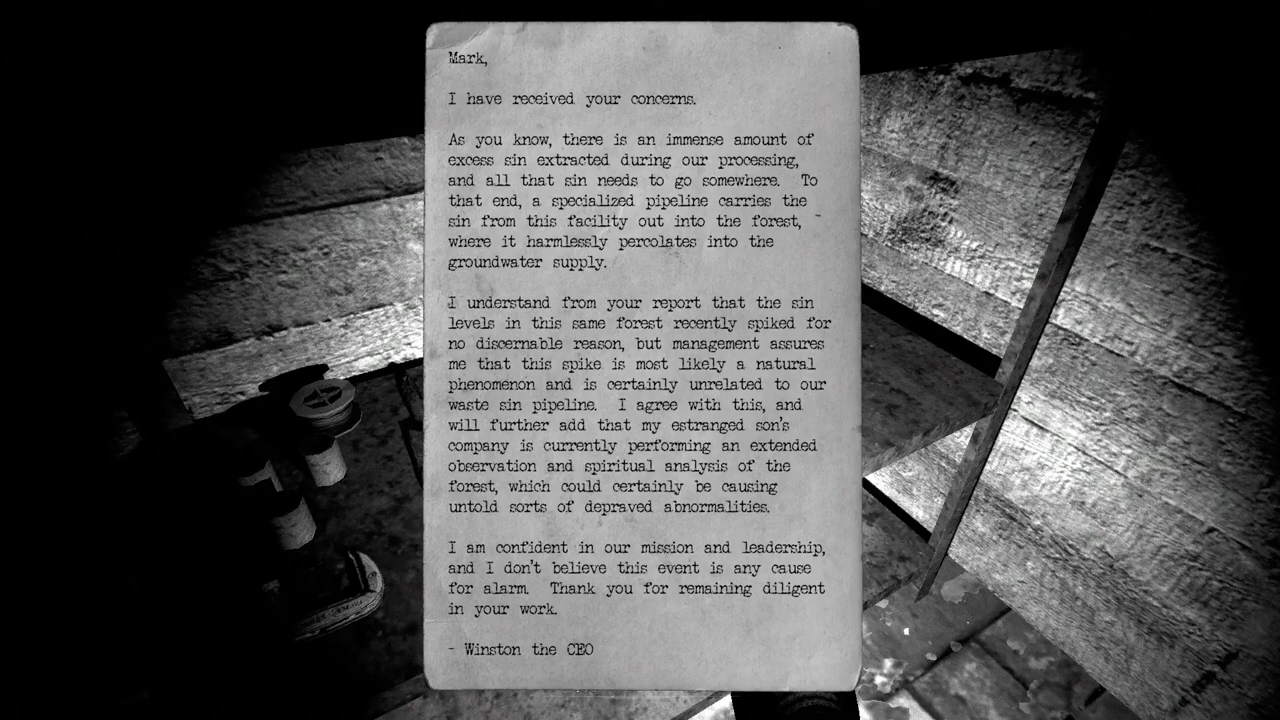 Mark,
I have received your concerns.
As you know, there is an immense amount of
excess sin extracted during our processing,
and all that sin needs to go somewhere.  To
that end, a specialized pipeline carries the
sin from this facility out into the forest,
where it harmlessly percolates into the
groundwater supply.
I understand from your report that the sin
levels in this same forest recently spiked for
no discernable reason, but management assures
me that this spike is most likely a natural
phenomenon and is certainly unrelated to our
waste sin pipeline.  I agree with this, and
will further add that my estranged son's
company is currently performing an extended
observation and spiritual analysis of the
forest, which could certainly be causing
untold sorts of depraved abnormalities.
I am confident in our mission and leadership,
and I don't believe this event is any cause
for alarm.  Thank you for remaining diligent
in your work.
- Winston the CEO